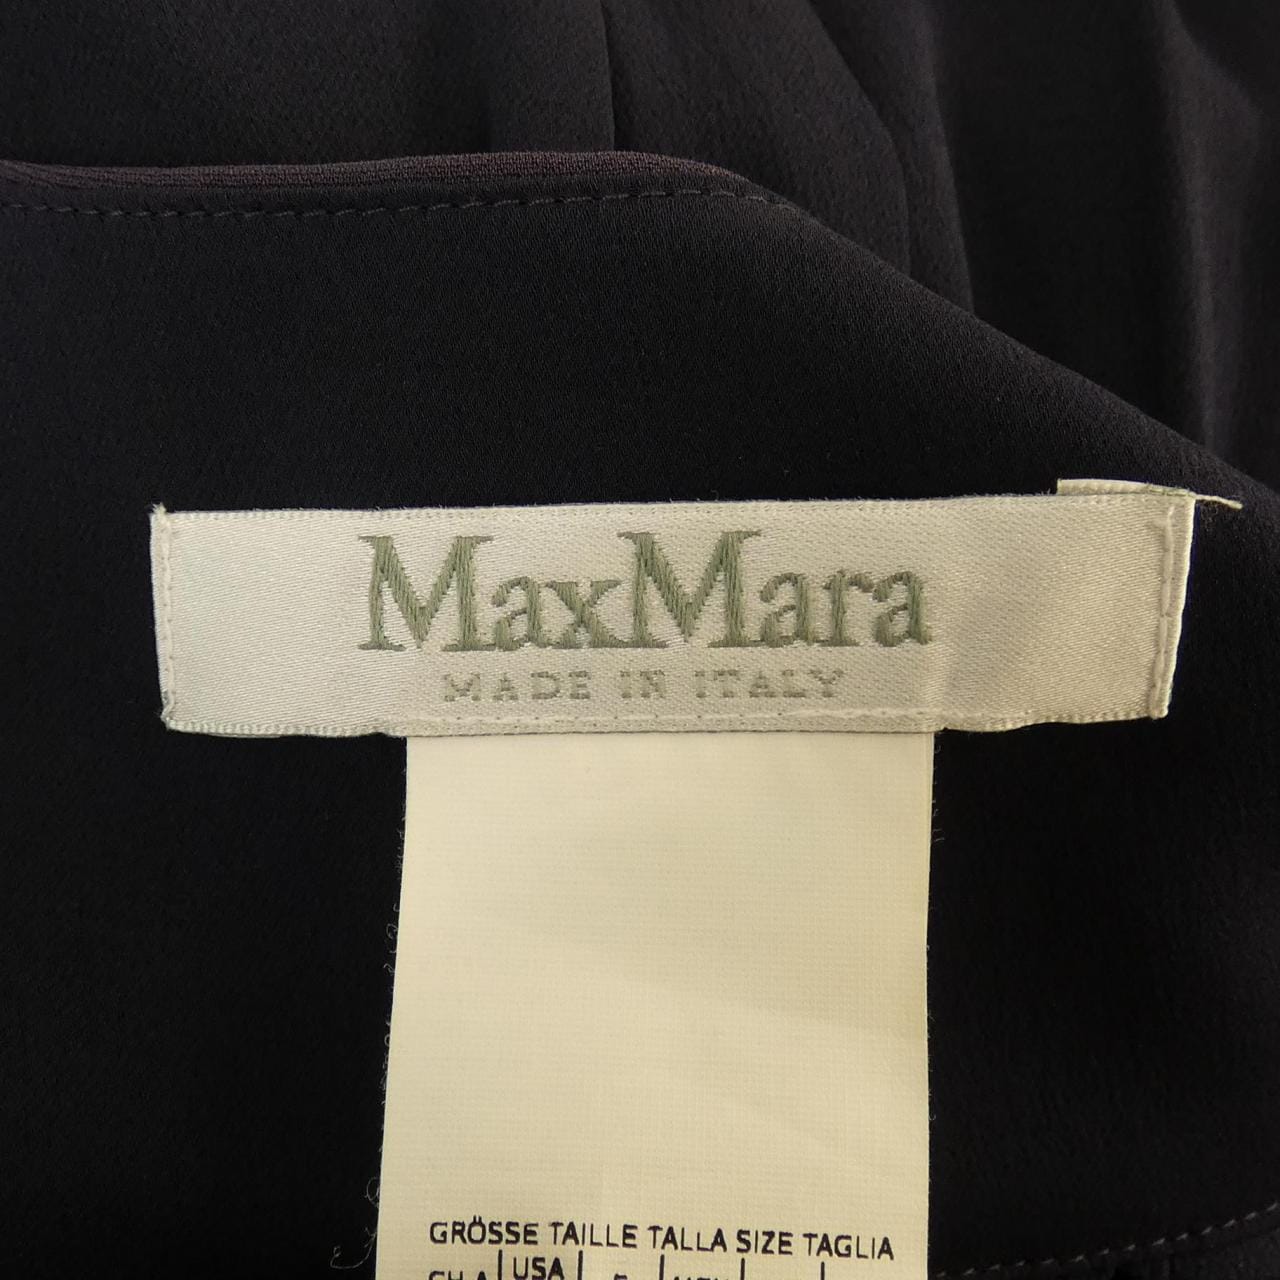 MaxMara
MADE IN ITALY
GRÖSSE TAILLE TALLA SIZE TAGLIA
USA